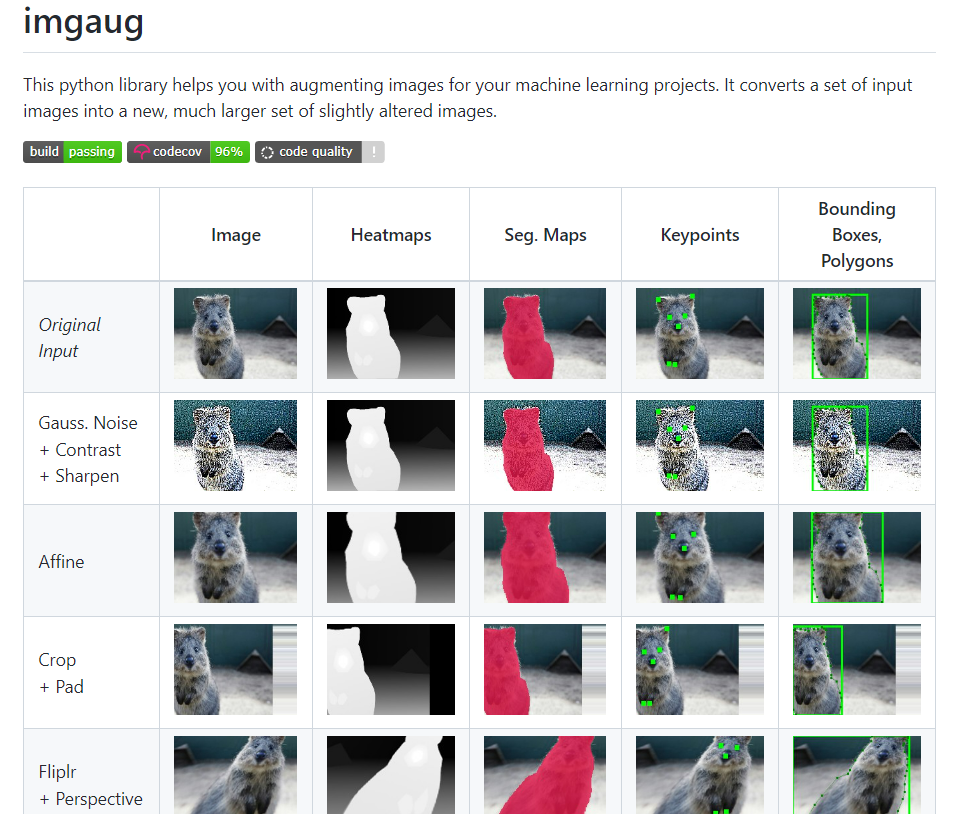 imgaug
This python library helps you with augmenting images for your machine learning projects. It converts a set of input
images into a new, much larger set of slightly altered images.
build passing codecov 96% code quality !
Image Heatmaps Seg. Maps Keypoints Bounding
Boxes,
Polygons
Original
Input
Gauss. Noise
+ Contrast
+ Sharpen
Affine
Crop
+ Pad
Fliplr
+ Perspective